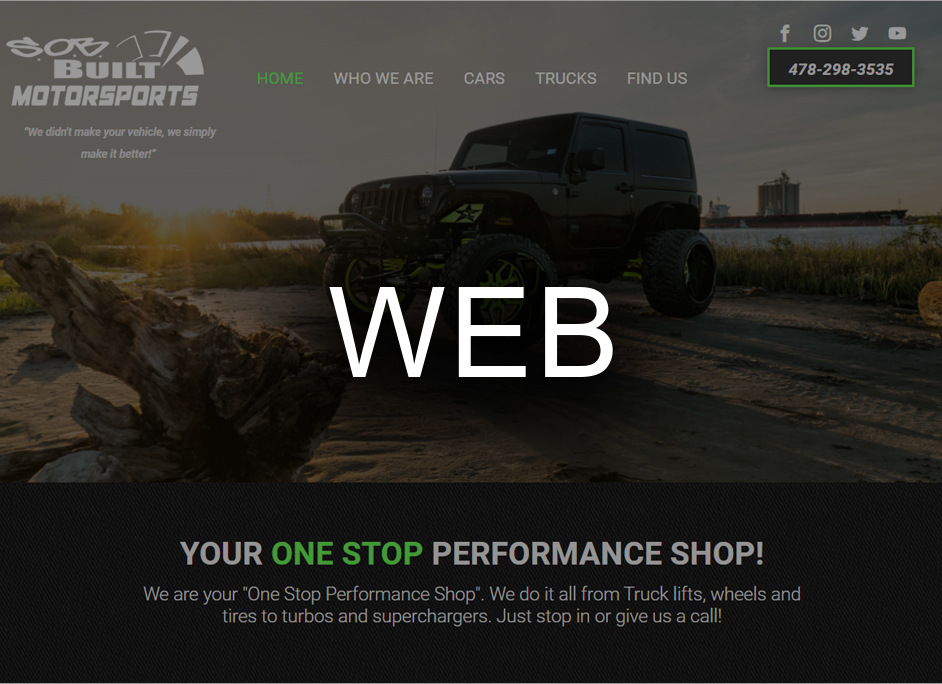 S.O.B.
BUILT
MOTORSPORTS
"We didn't make your vehicle, we simply
make it better!"
HOME WHO WE ARE CARS TRUCKS FIND US
478-298-3535
WEB
YOUR ONE STOP PERFORMANCE SHOP!
We are your "One Stop Performance Shop". We do it all from Truck lifts, wheels and
tires to turbos and superchargers. Just stop in or give us a call!